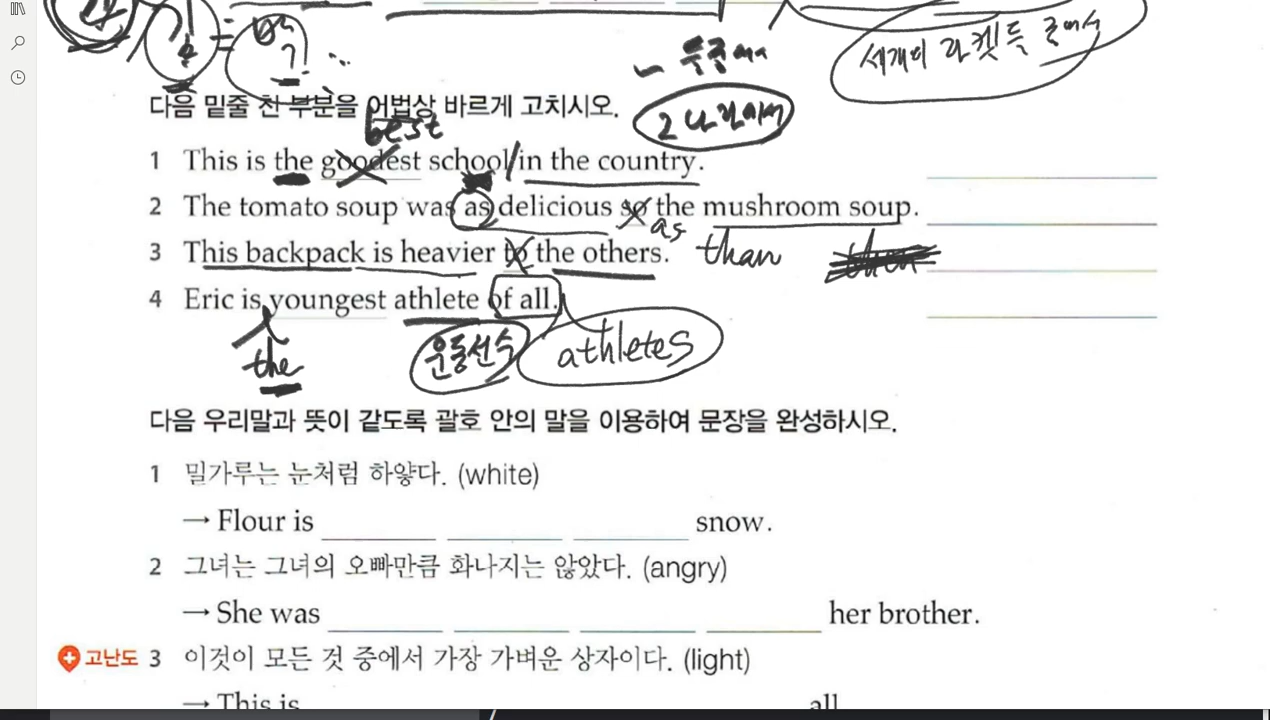 세개의 라켓들 중에서
~ 중에서
2 나라에서
다음 밑줄 친 부분을 어법상 바르게 고치시오.
best
1 This is the goodest school / in the country.
2 The tomato soup was as delicious so the mushroom soup.
as
3 This backpack is heavier to the others. than
4 Eric is youngest athlete of all.
the 운동선수 athletes
다음 우리말과 뜻이 같도록 괄호 안의 말을 이용하여 문장을 완성하시오.
1 밀가루는 눈처럼 하얗다. (white)
→ Flour is snow.
2 그녀는 그녀의 오빠만큼 화나지는 않았다. (angry)
→ She was her brother.
고난도 3 이것이 모든 것 중에서 가장 가벼운 상자이다. (light)
→ This is all